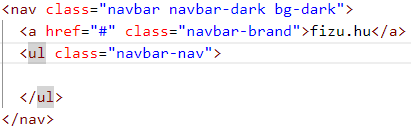 <nav class="navbar navbar-dark bg-dark">
<a href="#" class="navbar-brand">fizu.hu</a>
<ul class="navbar-nav">
</ul>
</nav>